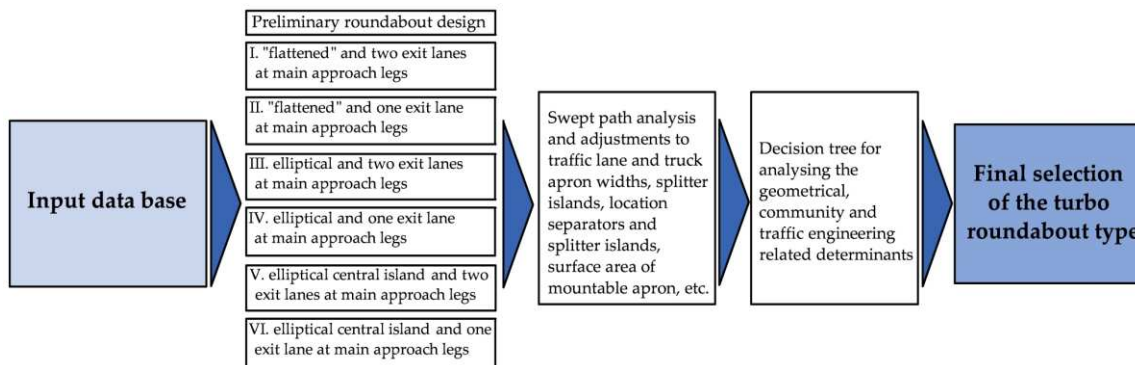 Input data base
Preliminary roundabout design
I. "flattened" and two exit lanes
at main approach legs
II. "flattened" and one exit lane
at main approach legs
III. elliptical and two exit lanes
at main approach legs
IV. elliptical and one exit lane
at main approach legs
V. elliptical central island and two
exit lanes at main approach legs
VI. elliptical central island and one
exit lane at main approach legs
Swept path analysis
and adjustments to
traffic lane and truck
apron widths, splitter
islands, location
separators and
splitter islands,
surface area of
mountable apron, etc.
Decision tree for
analysing the
geometrical,
community and
traffic engineering
related determinants
Final selection
of the turbo
roundabout type